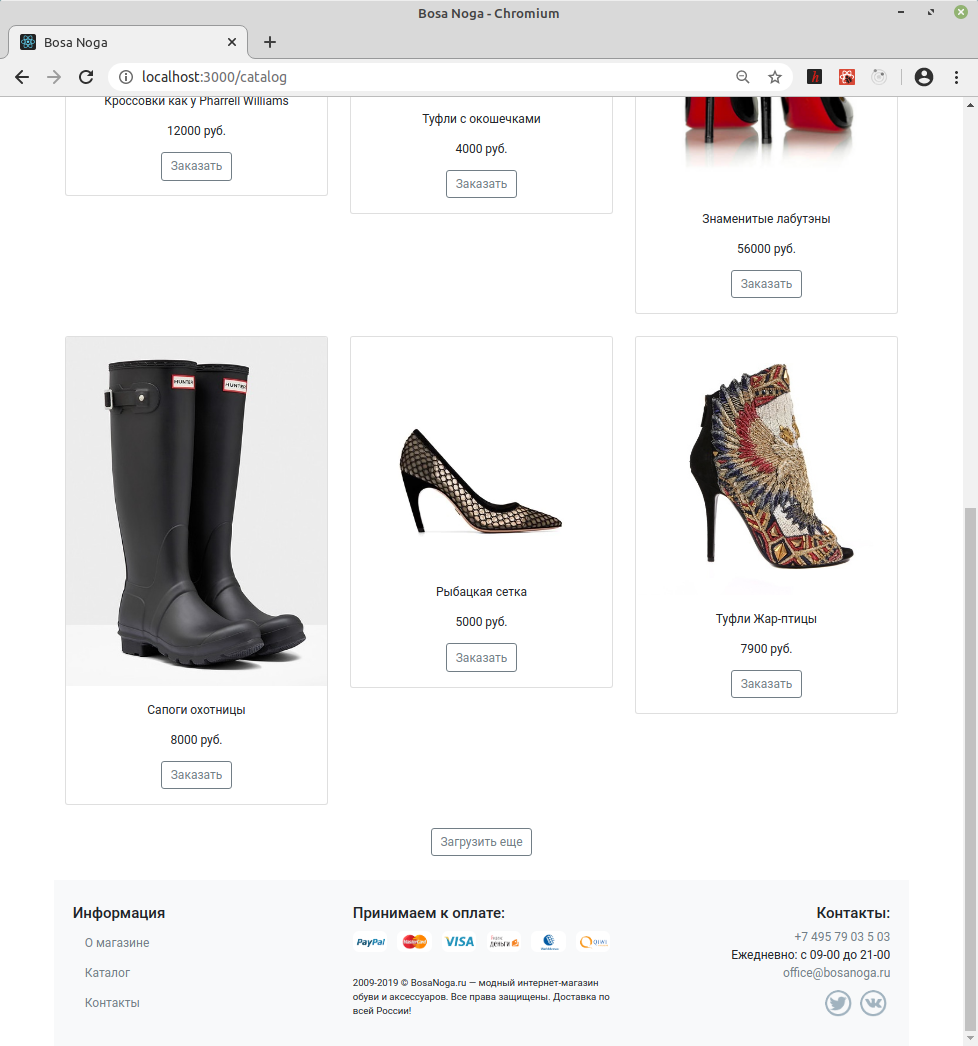 Bosa Noga - Chromium
Bosa Noga
localhost:3000/catalog
Кроссовки как у Pharrell Williams
12000 руб.
Заказать
Туфли с окошечками
4000 руб.
Заказать
Знаменитые лабутэны
56000 руб.
Заказать
HUNTER
HUNTER
Сапоги охотницы
8000 руб.
Заказать
Рыбацкая сетка
5000 руб.
Заказать
Туфли Жар-птицы
7900 руб.
Заказать
Загрузить еще
Информация
О магазине
Каталог
Контакты
Принимаем к оплате:
PayPal
MasterCard
VISA
Яндекс
деньги
WebMoney
QIWI
2009-2019 © BosaNoga.ru — модный интернет-магазин
обуви и аксессуаров. Все права защищены. Доставка по
всей России!
Контакты:
+7 495 79 03 5 03
Ежедневно: с 09-00 до 21-00
office@bosanoga.ru